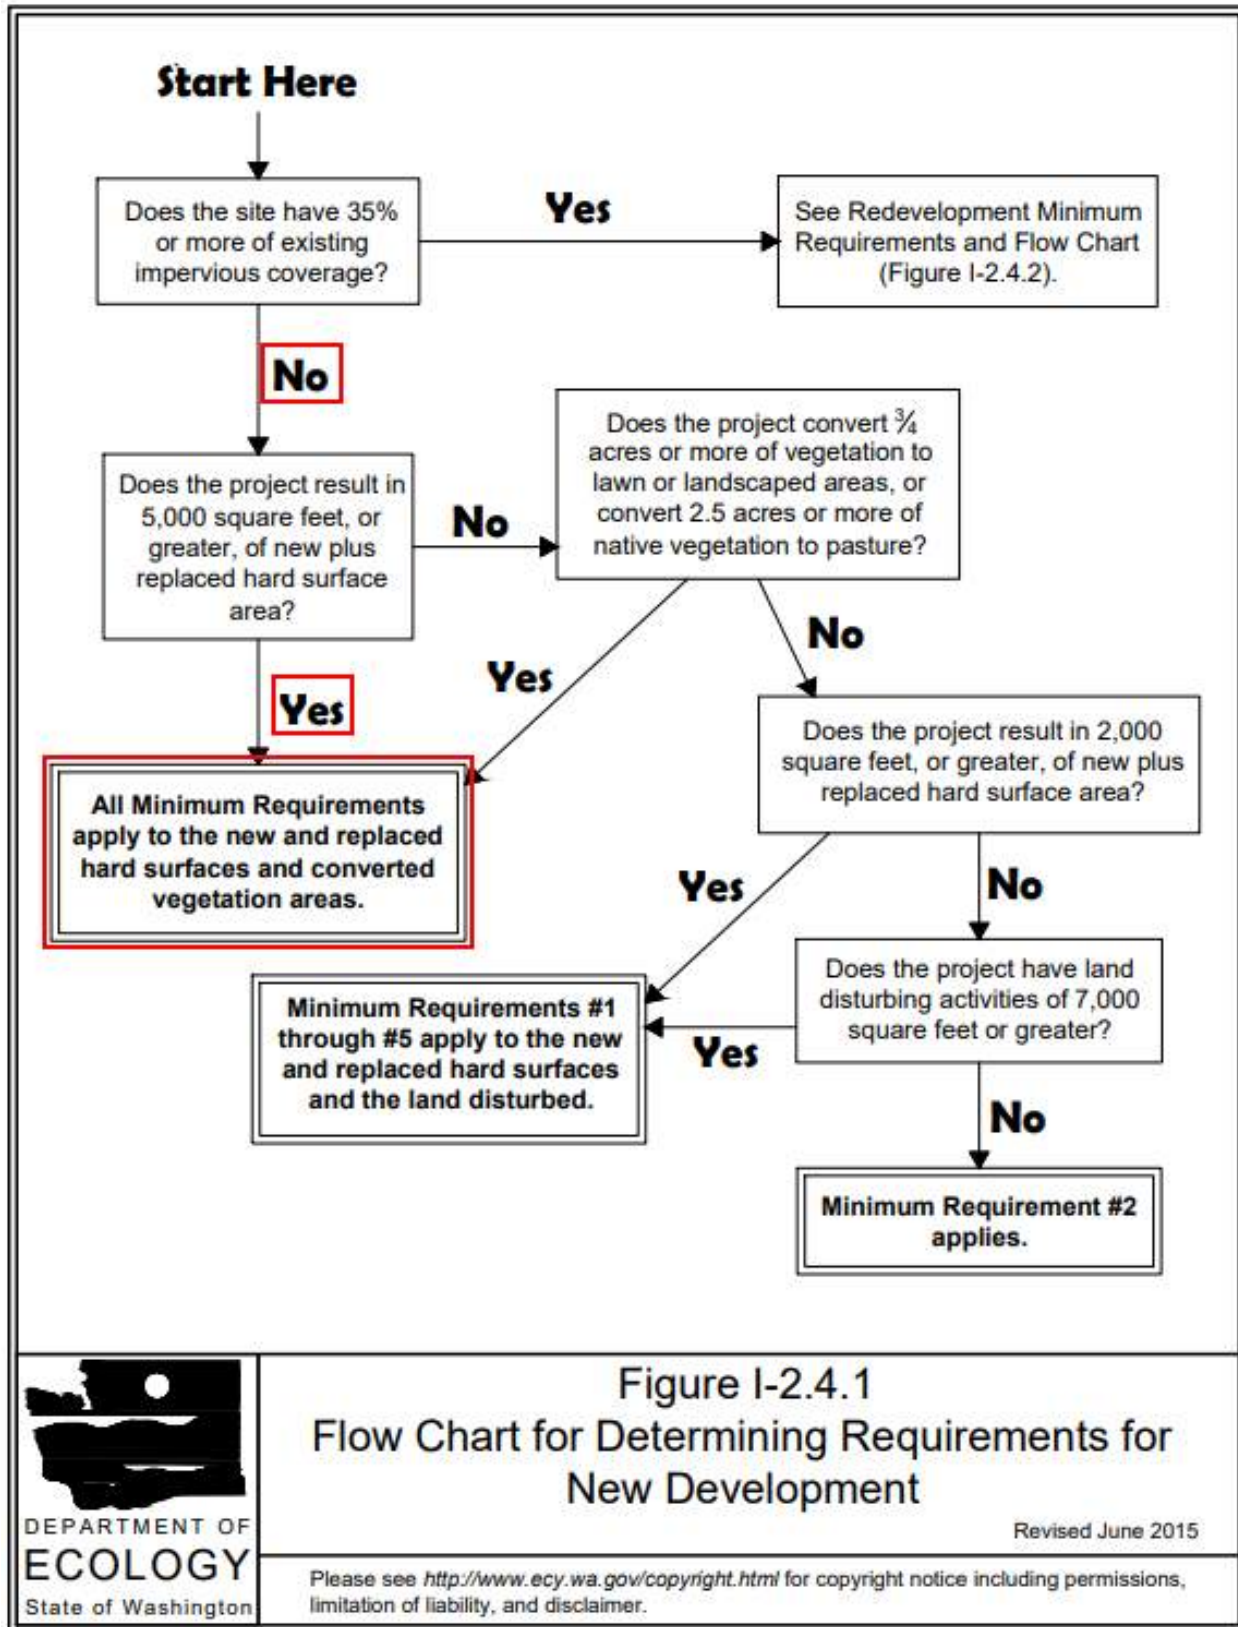 Start Here
Does the site have 35%
or more of existing
impervious coverage?
Yes
See Redevelopment Minimum
Requirements and Flow Chart
(Figure I-2.4.2).
No
Does the project result in
5,000 square feet, or
greater, of new plus
replaced hard surface
area?
No
Does the project convert ¾
acres or more of vegetation to
lawn or landscaped areas, or
convert 2.5 acres or more of
native vegetation to pasture?
Yes
Yes
No
All Minimum Requirements
apply to the new and replaced
hard surfaces and converted
vegetation areas.
Does the project result in 2,000
square feet, or greater, of new plus
replaced hard surface area?
Yes
No
Minimum Requirements #1
through #5 apply to the new
and replaced hard surfaces
and the land disturbed.
Yes
Does the project have land
disturbing activities of 7,000
square feet or greater?
No
Minimum Requirement #2
applies.
DEPARTMENT OF
ECOLOGY
State of Washington
Figure I-2.4.1
Flow Chart for Determining Requirements for
New Development
Revised June 2015
Please see http://www.ecy.wa.gov/copyright.html for copyright notice including permissions,
limitation of liability, and disclaimer.